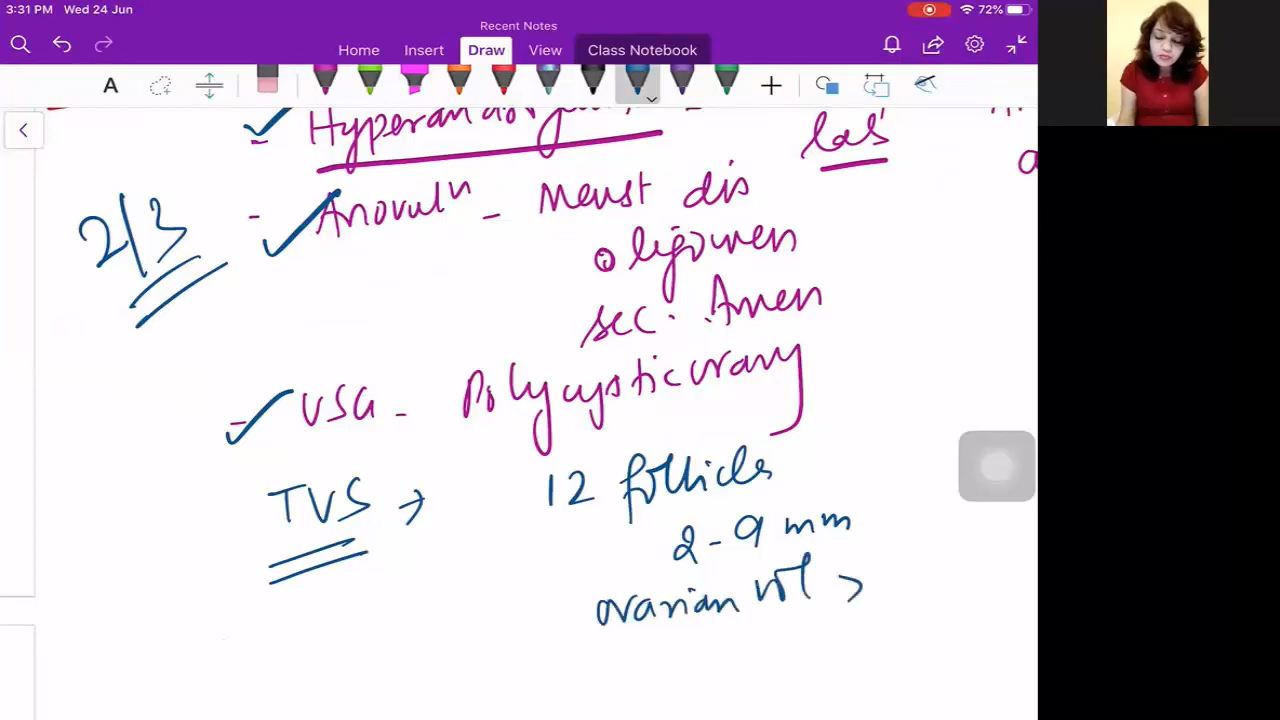 3:31 PM Wed 24 Jun
72%
Recent Notes
Home Insert Draw View Class Notebook
A
las
2/3
- Anovulⁿ - Menst dis
oligomen
sec. Amen
- USG - Polycystic ovary
TVS → 12 follicles
2-9 mm
ovarian vol >